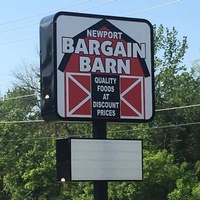 NEWPORT
BARGAIN
BARN
QUALITY
FOODS AT
DISCOUNT
PRICES